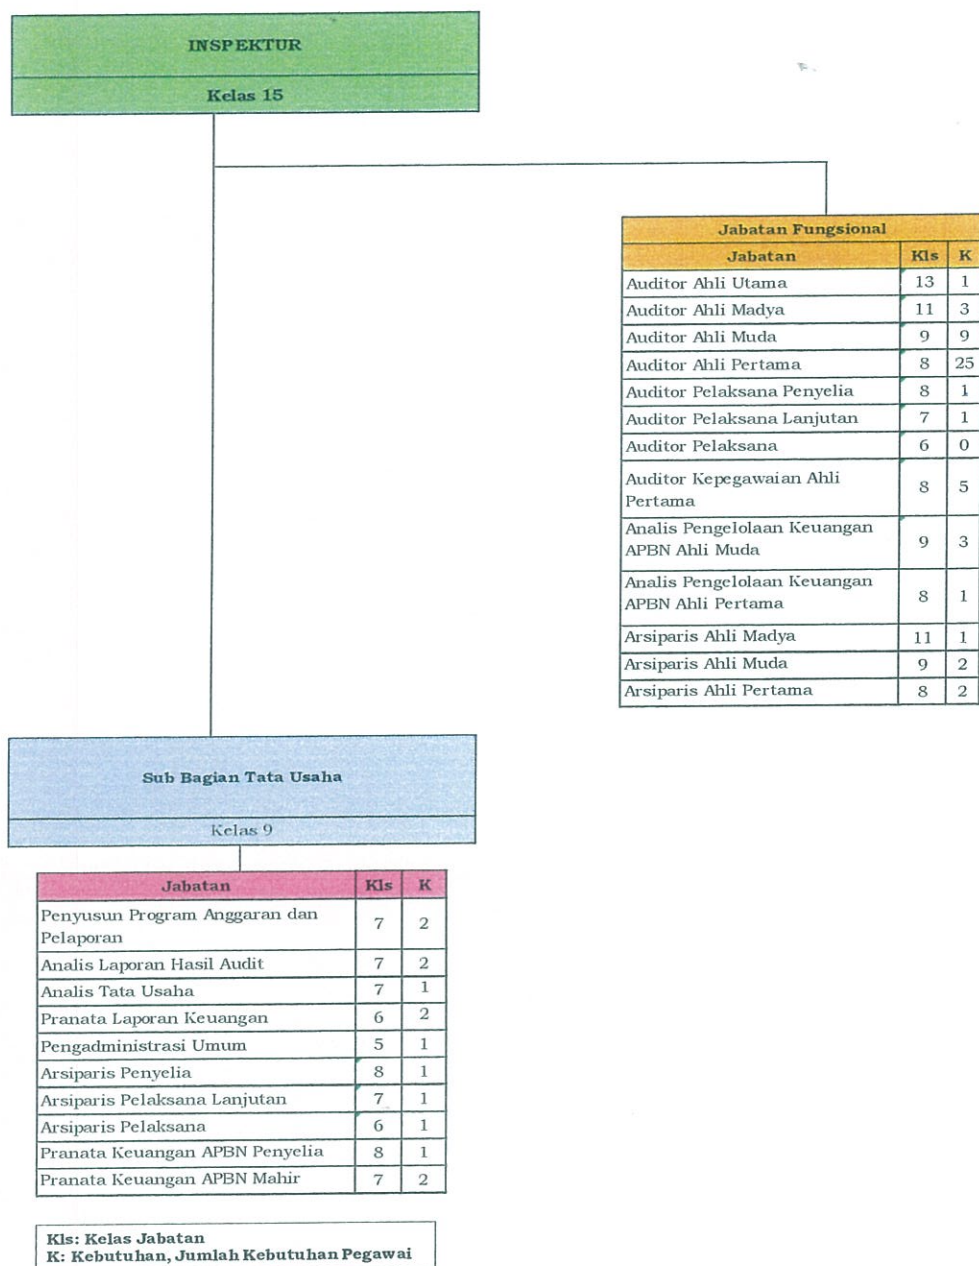 INSPEKTUR
Kelas 15
Jabatan Fungsional
Jabatan Kls K
Auditor Ahli Utama 13 1
Auditor Ahli Madya 11 3
Auditor Ahli Muda 9 9
Auditor Ahli Pertama 8 25
Auditor Pelaksana Penyelia 8 1
Auditor Pelaksana Lanjutan 7 1
Auditor Pelaksana 6 0
Auditor Kepegawaian Ahli
Pertama 8 5
Analis Pengelolaan Keuangan
APBN Ahli Muda 9 3
Analis Pengelolaan Keuangan
APBN Ahli Pertama 8 1
Arsiparis Ahli Madya 11 1
Arsiparis Ahli Muda 9 2
Arsiparis Ahli Pertama 8 2
Sub Bagian Tata Usaha
Kelas 9
Jabatan Kls K
Penyusun Program Anggaran dan
Pelaporan 7 2
Analis Laporan Hasil Audit 7 2
Analis Tata Usaha 7 1
Pranata Laporan Keuangan 6 2
Pengadministrasi Umum 5 1
Arsiparis Penyelia 8 1
Arsiparis Pelaksana Lanjutan 7 1
Arsiparis Pelaksana 6 1
Pranata Keuangan APBN Penyelia 8 1
Pranata Keuangan APBN Mahir 7 2
Kls: Kelas Jabatan
K: Kebutuhan, Jumlah Kebutuhan Pegawai